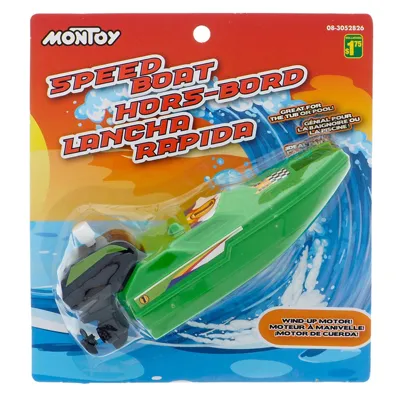 08-3052826
MONTOY
$1.75
SPEED
BOAT
HORS-BORD
LANCHA
RAPIDA
GREAT FOR
THE TUB OR POOL!
GÉNIAL POUR
LA BAIGNOIRE OU
LA PISCINE!
¡IDEAL
WIND-UP MOTOR!
MOTEUR À MANIVELLE!
¡MOTOR DE CUERDA!